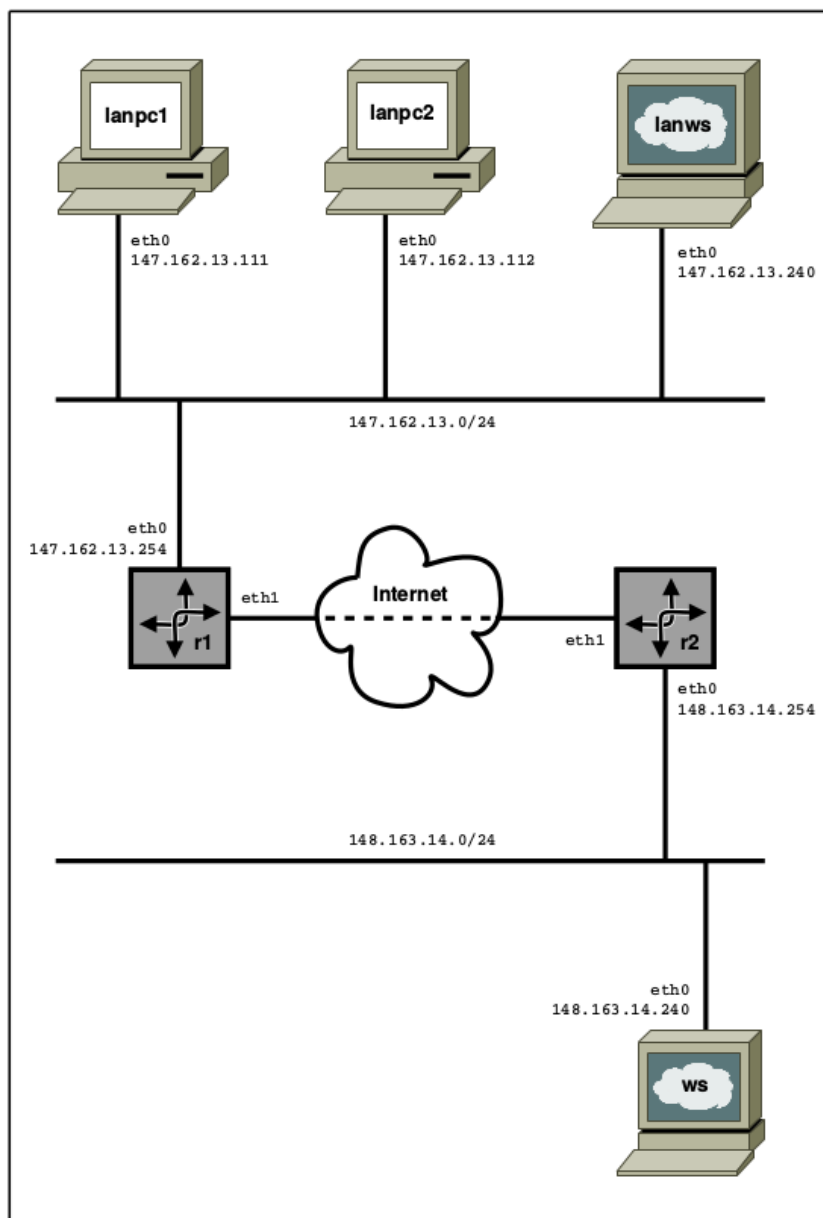 lanpc1
lanpc2
lanws
eth0
147.162.13.111
eth0
147.162.13.112
eth0
147.162.13.240
147.162.13.0/24
eth0
147.162.13.254
r1
eth1
Internet
eth1
r2
eth0
148.163.14.254
148.163.14.0/24
eth0
148.163.14.240
ws